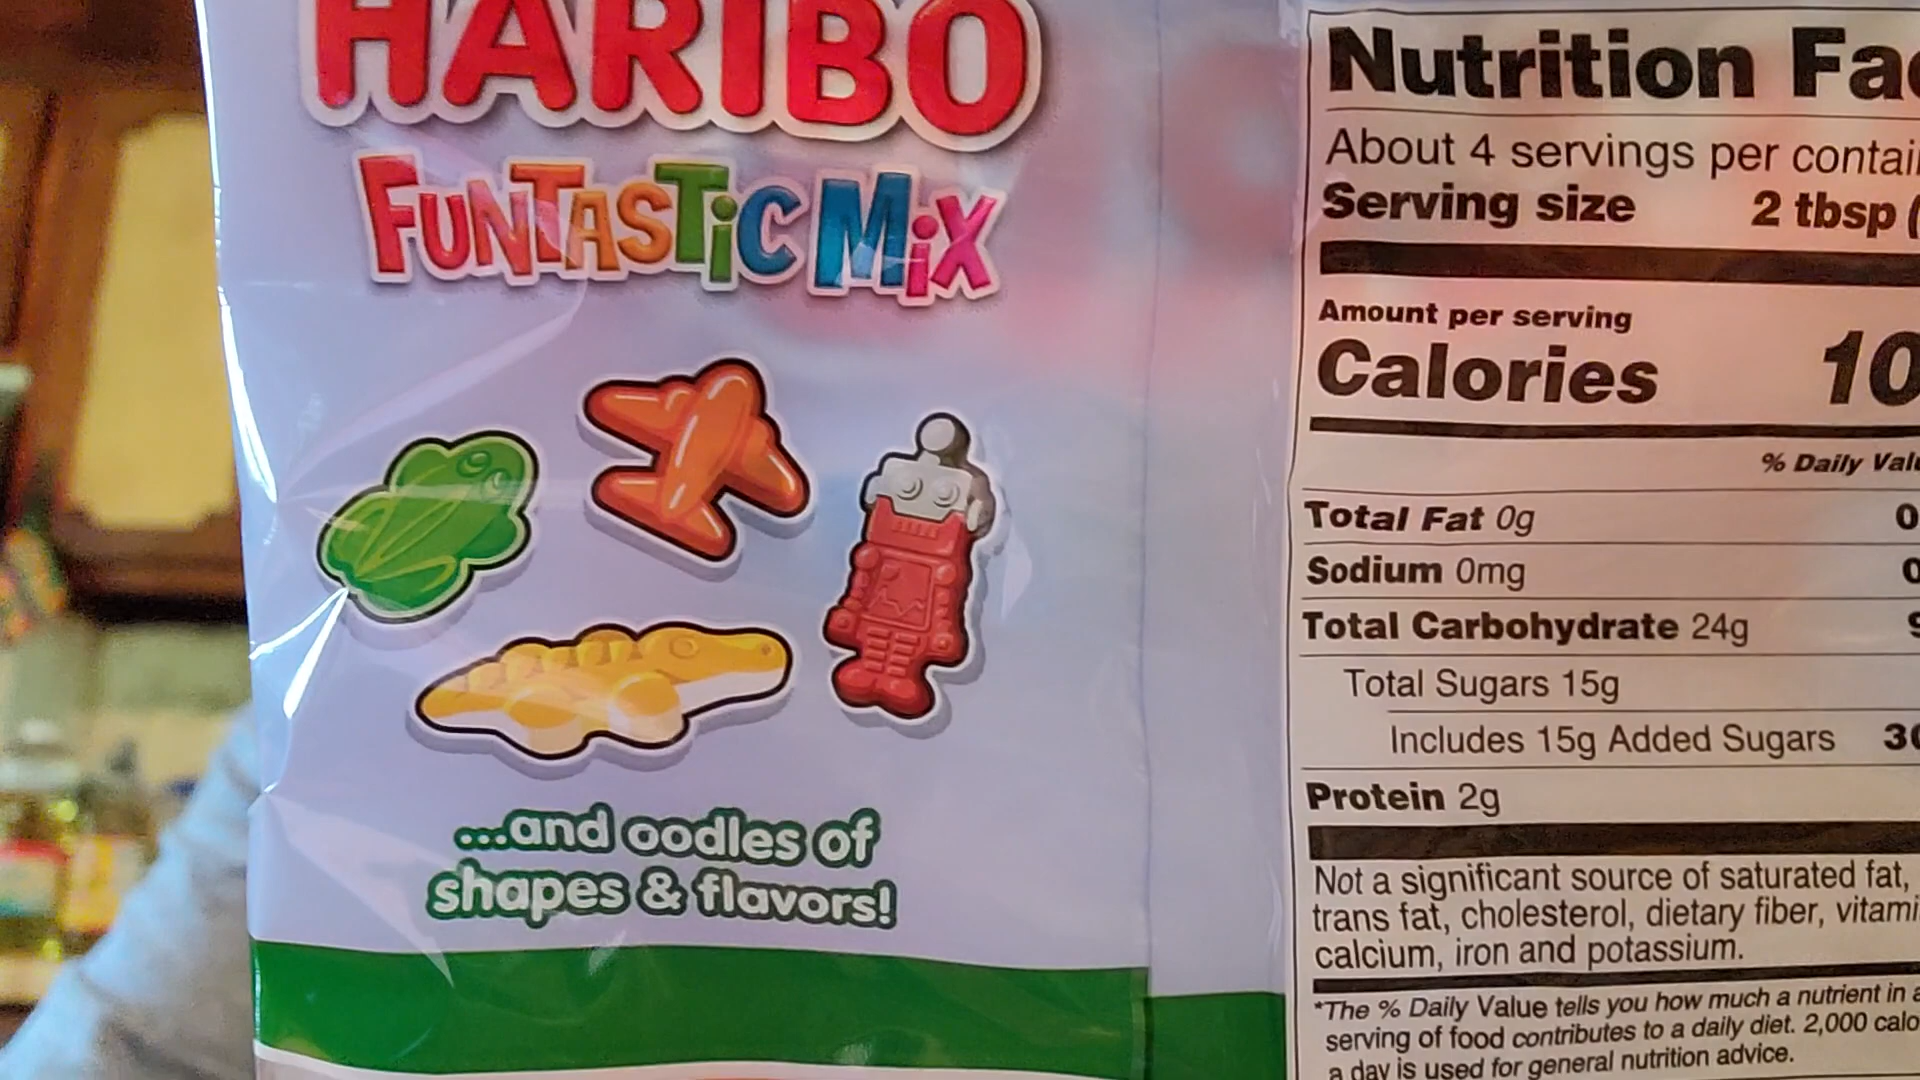 HARIBO
FUNTASTIC MIX
...and oodles of
shapes & flavors!
Nutrition Fac
About 4 servings per contai
Serving size 2 tbsp (
Amount per serving
Calories 10
% Daily Valu
Total Fat 0g 0
Sodium 0mg 0
Total Carbohydrate 24g 9
Total Sugars 15g
Includes 15g Added Sugars 30
Protein 2g
Not a significant source of saturated fat,
trans fat, cholesterol, dietary fiber, vitami
calcium, iron and potassium.
*The % Daily Value tells you how much a nutrient in a
serving of food contributes to a daily diet. 2,000 calo
a day is used for general nutrition advice.